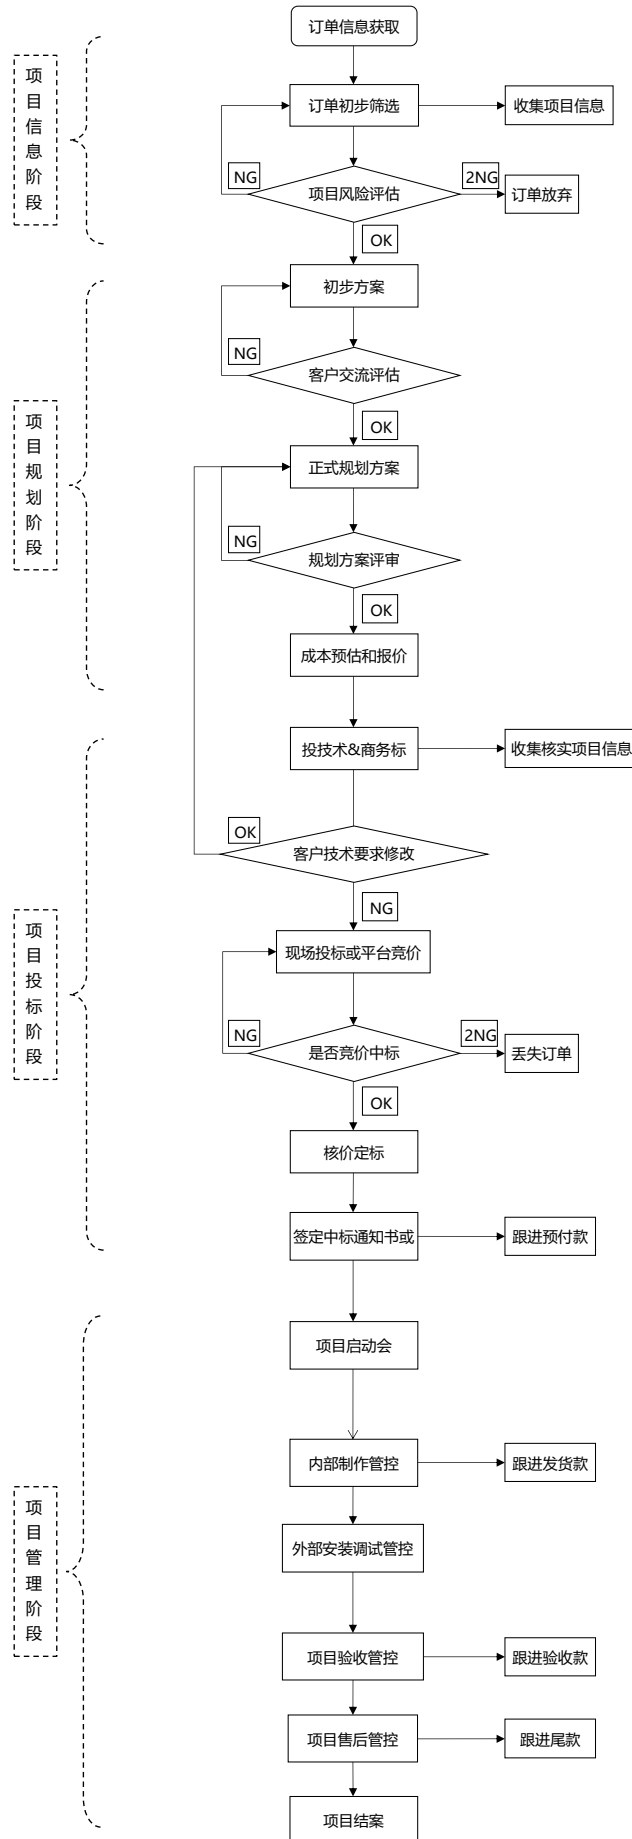 订单信息获取
项目信息阶段
订单初步筛选
收集项目信息
NG
项目风险评估
2NG
订单放弃
OK
初步方案
NG
客户交流评估
OK
项目规划阶段
正式规划方案
NG
规划方案评审
OK
成本预估和报价
投技术&商务标
收集核实项目信息
OK
客户技术要求修改
NG
项目投标阶段
现场投标或平台竞价
NG
是否竞价中标
2NG
丢失订单
OK
核价定标
签定中标通知书或
跟进预付款
项目启动会
项目管理阶段
内部制作管控
跟进发货款
外部安装调试管控
项目验收管控
跟进验收款
项目售后管控
跟进尾款
项目结案